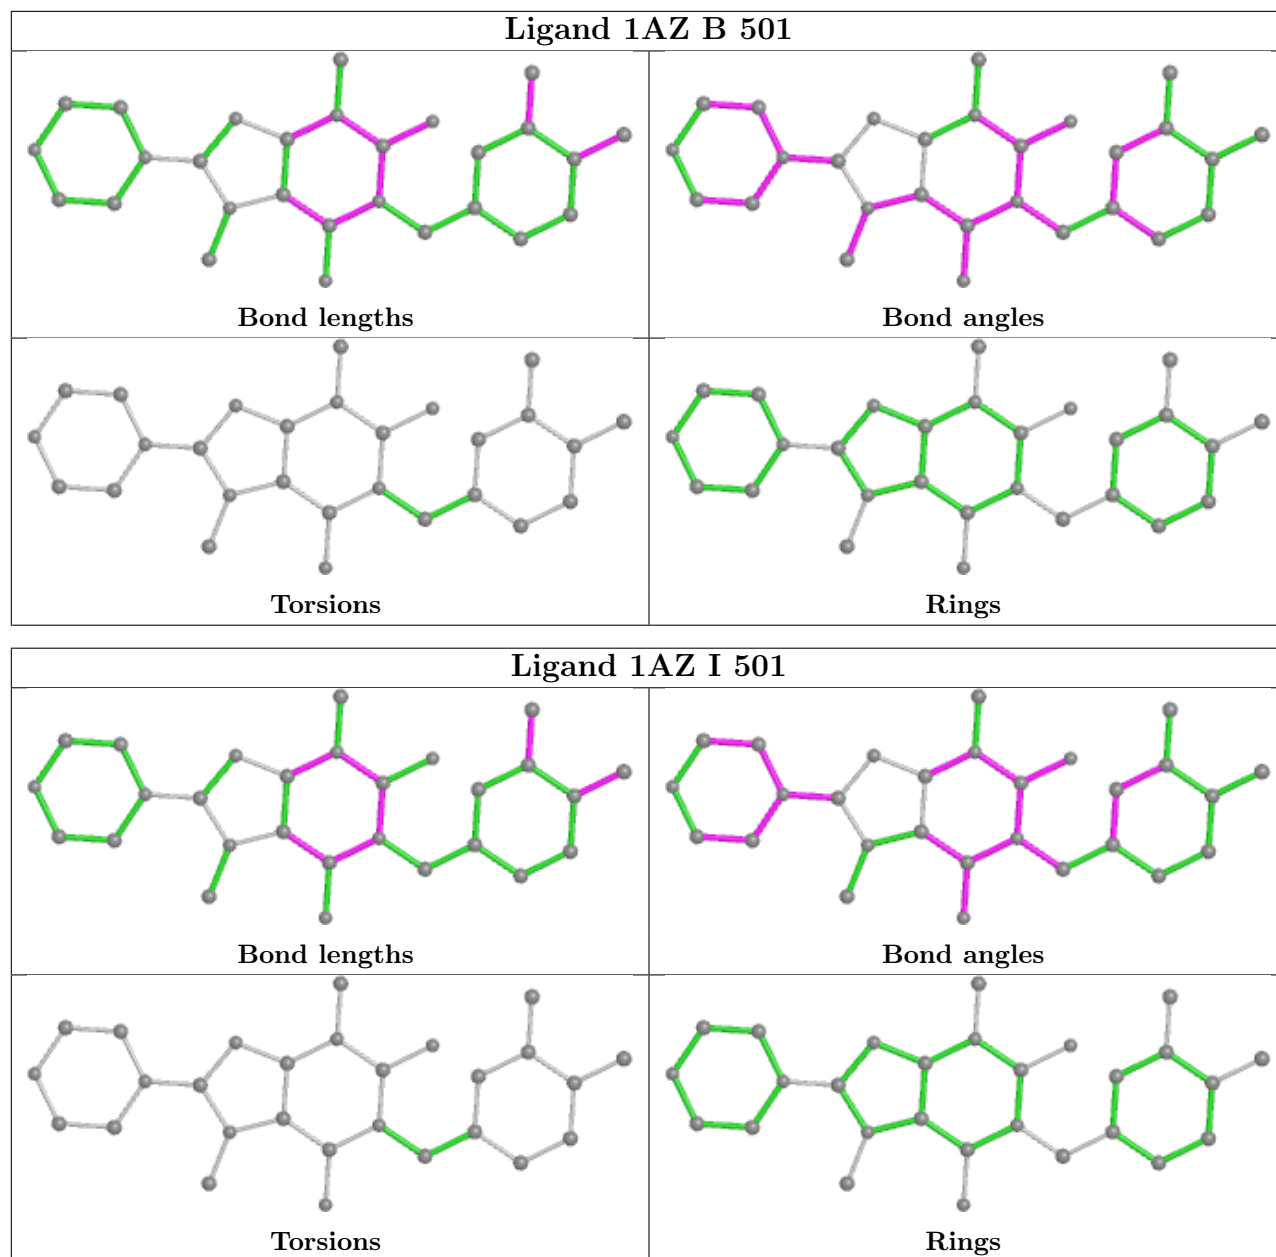 Ligand 1AZ B 501
Bond lengths
Bond angles
Torsions
Rings
Ligand 1AZ I 501
Bond lengths
Bond angles
Torsions
Rings